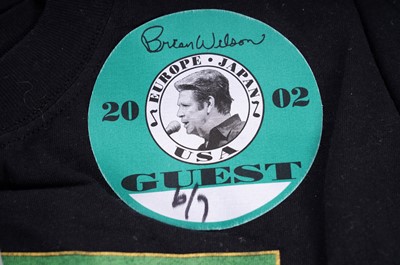 Brian Wilson
EUROPE • JAPAN
20 02
USA
GUEST
6/7